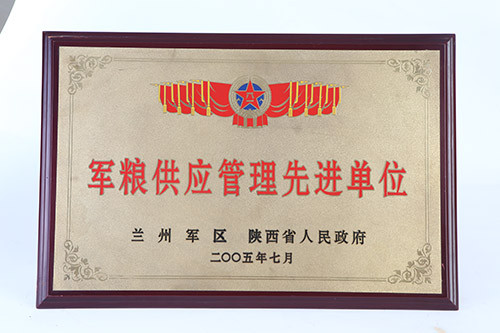 军粮供应管理先进单位
兰州军区 陕西省人民政府
二〇〇五年七月